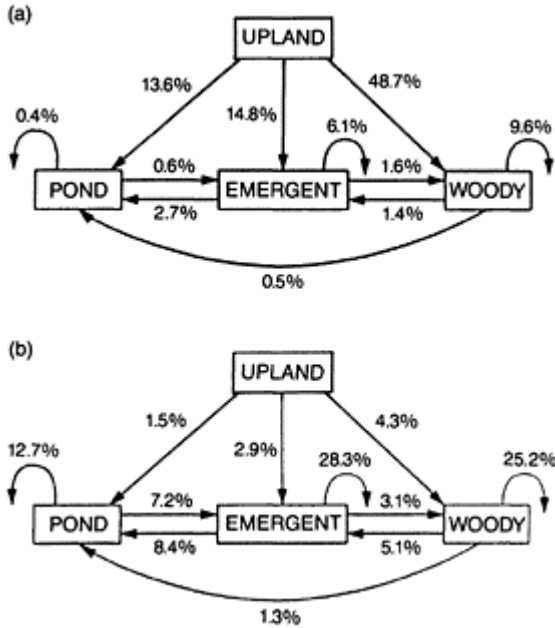 (a)
UPLAND
13.6%
48.7%
14.8%
0.4%
6.1%
9.6%
0.6%
1.6%
POND
EMERGENT
WOODY
2.7%
1.4%
0.5%
(b)
UPLAND
1.5%
4.3%
2.9%
12.7%
28.3%
25.2%
7.2%
3.1%
POND
EMERGENT
WOODY
8.4%
5.1%
1.3%